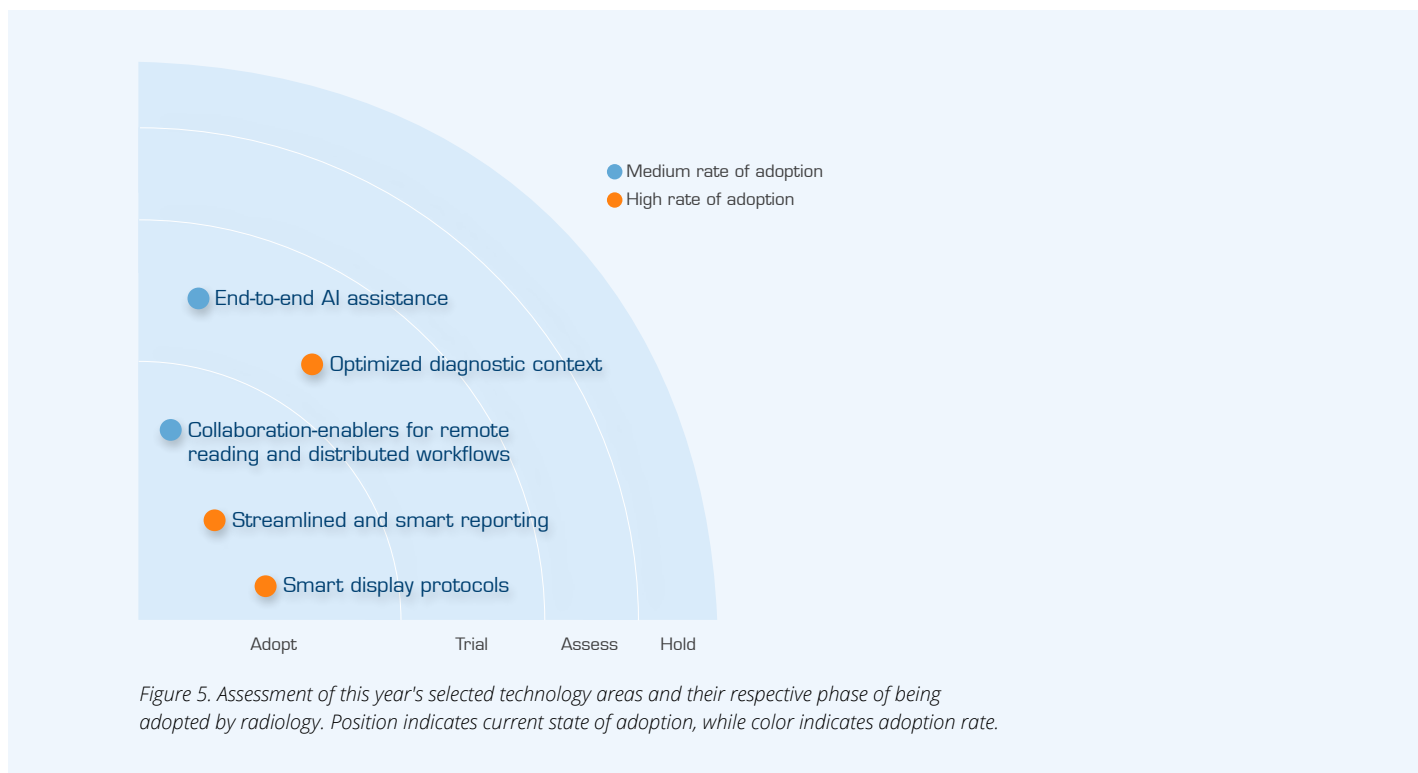 Medium rate of adoption
High rate of adoption
End-to-end AI assistance
Optimized diagnostic context
Collaboration-enablers for remote
reading and distributed workflows
Streamlined and smart reporting
Smart display protocols
Adopt
Trial
Assess
Hold
Figure 5. Assessment of this year's selected technology areas and their respective phase of being
adopted by radiology. Position indicates current state of adoption, while color indicates adoption rate.